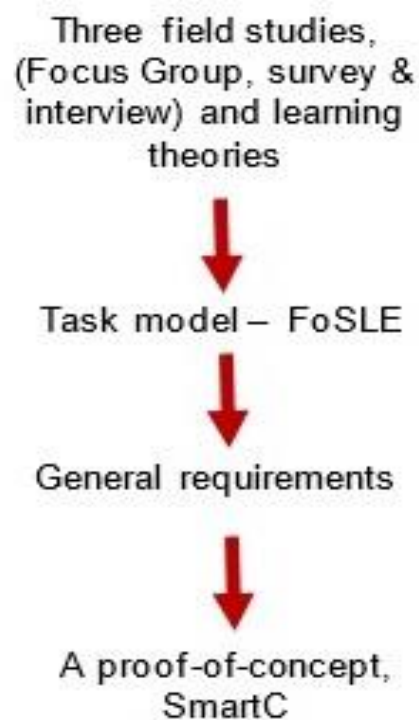 Three field studies,
(Focus Group, survey &
interview) and learning
theories
Task model – FoSLE
General requirements
A proof-of-concept,
SmartC